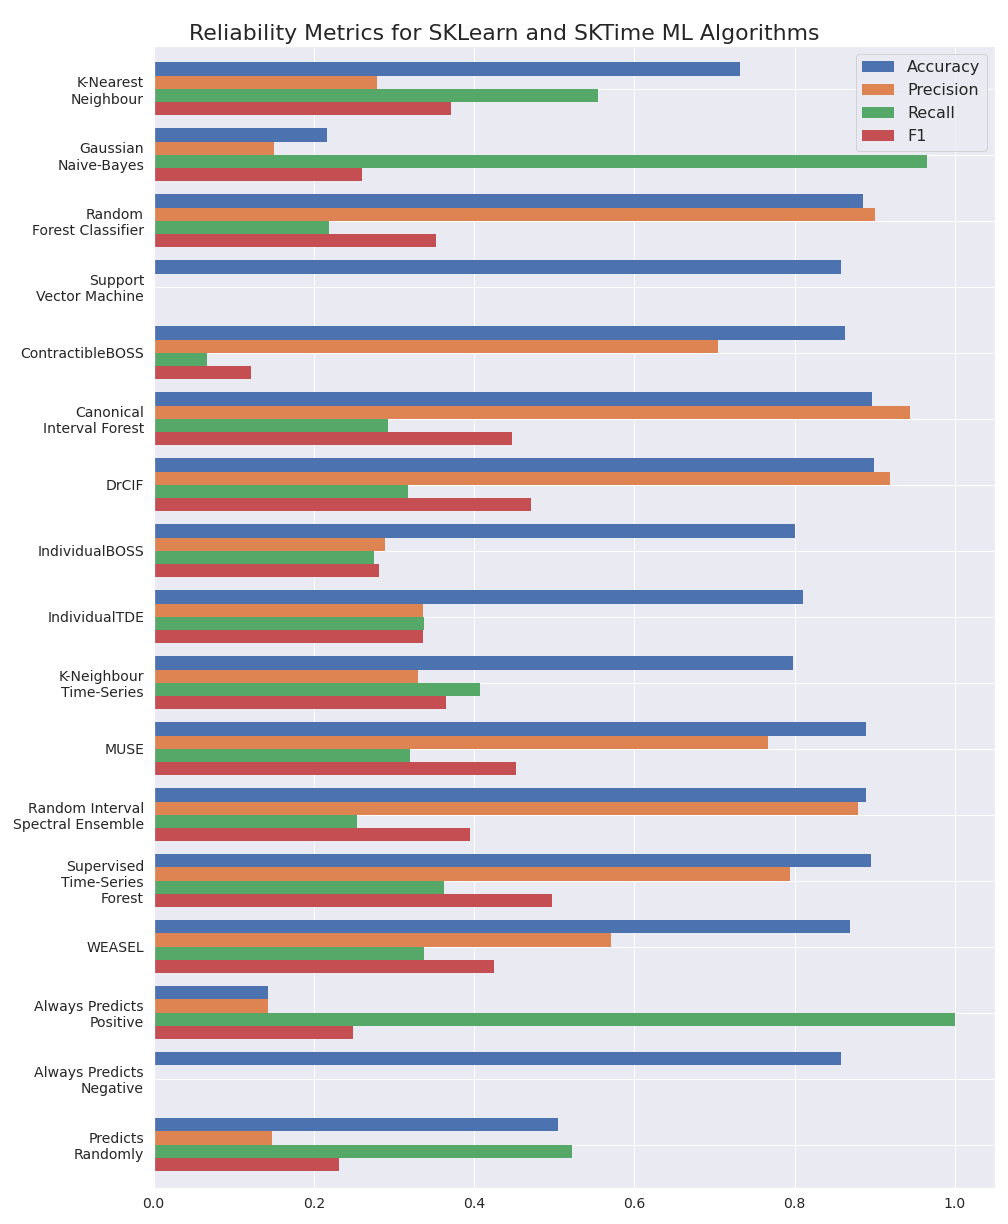 Reliability Metrics for SKLearn and SKTime ML Algorithms
Accuracy
Precision
Recall
F1
K-Nearest
Neighbour
Gaussian
Naive-Bayes
Random
Forest Classifier
Support
Vector Machine
ContractibleBOSS
Canonical
Interval Forest
DrCIF
IndividualBOSS
IndividualTDE
K-Neighbour
Time-Series
MUSE
Random Interval
Spectral Ensemble
Supervised
Time-Series
Forest
WEASEL
Always Predicts
Positive
Always Predicts
Negative
Predicts
Randomly
0.0 0.2 0.4 0.6 0.8 1.0